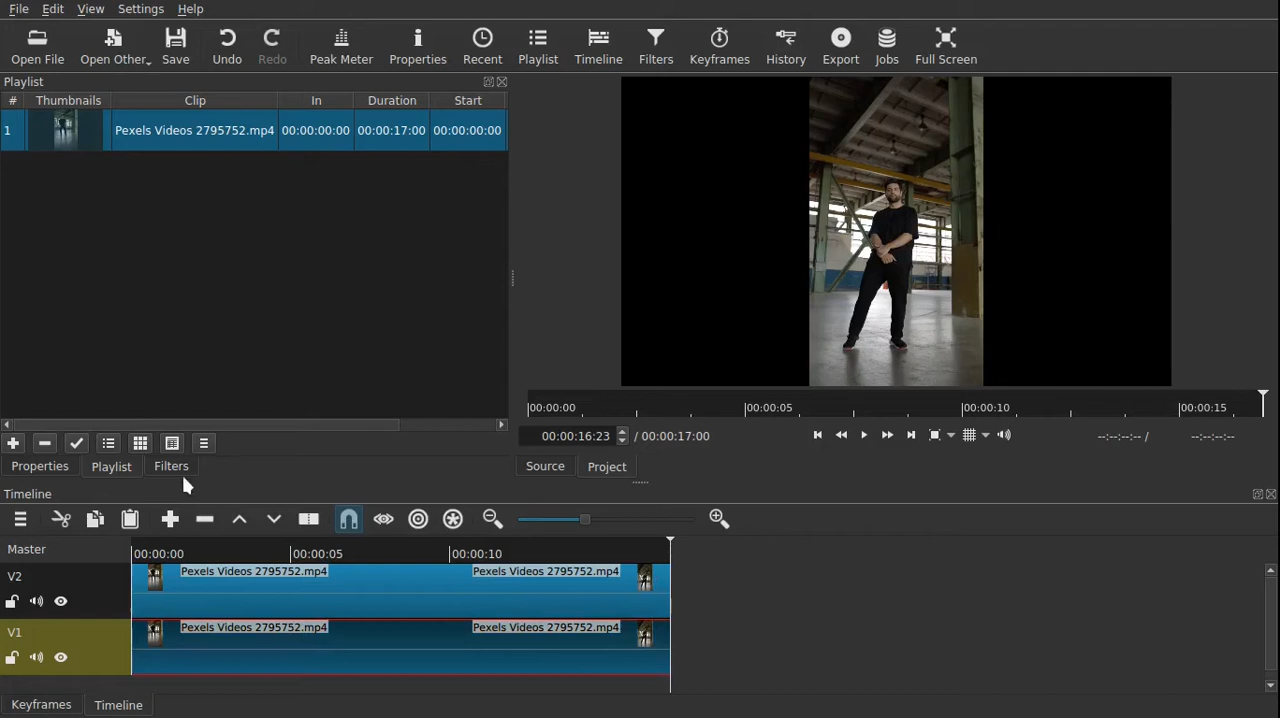 File Edit View Settings Help
Open File Open Other Save Undo Redo Peak Meter Properties Recent Playlist Timeline Filters Keyframes History Export Jobs Full Screen
Playlist
# Thumbnails Clip In Duration Start
1 Pexels Videos 2795752.mp4 00:00:00:00 00:00:17:00 00:00:00:00
00:00:00 00:00:05 00:00:10 00:00:15
00:00:16:23 / 00:00:17:00 --:--:--:-- / --:--:--:--
Properties Playlist Filters
Source Project
Timeline
Master 00:00:00 00:00:05 00:00:10
V2 Pexels Videos 2795752.mp4 Pexels Videos 2795752.mp4
V1 Pexels Videos 2795752.mp4 Pexels Videos 2795752.mp4
Keyframes Timeline